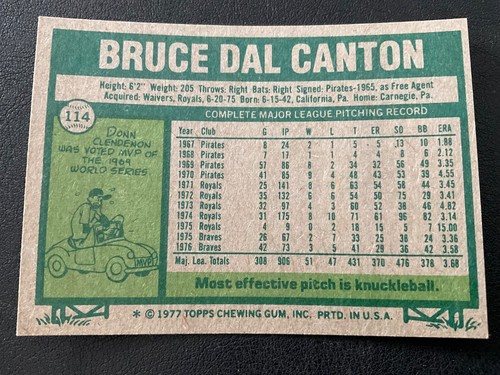 BRUCE DAL CANTON
Height: 6'2" Weight: 205 Throws: Right Bats: Right Signed: Pirates-1965, as Free Agent
Acquired: Waivers, Royals, 6-20-75 Born: 6-15-42, California, Pa. Home: Carnegie, Pa.
114
COMPLETE MAJOR LEAGUE PITCHING RECORD
DONN
CLENDENON
WAS VOTED MVP OF
THE 1969
WORLD SERIES.
MVP
Year Club G IP W L T ER SO BB ERA
1967 Pirates 8 24 2 1 5 5 13 10 1.88
1968 Pirates 7 17 1 1 4 4 8 6 2.12
1969 Pirates 57 86 8 2 34 32 56 49 3.35
1970 Pirates 41 85 9 4 48 43 53 39 4.55
1971 Royals 25 141 8 6 63 54 58 44 3.45
1972 Royals 35 132 6 6 54 50 75 29 3.41
1973 Royals 32 97 4 3 60 52 38 46 4.82
1974 Royals 31 175 8 10 71 61 96 82 3.14
1975 Royals 4 9 0 2 18 15 5 7 15.00
1975 Braves 26 67 2 7 33 25 38 24 3.36
1976 Braves 42 73 3 5 41 29 36 42 3.58
Maj. Lea. Totals 308 906 51 47 431 370 476 378 3.68
Most effective pitch is knuckleball.
* © 1977 TOPPS CHEWING GUM, INC. PRTD. IN U.S.A.